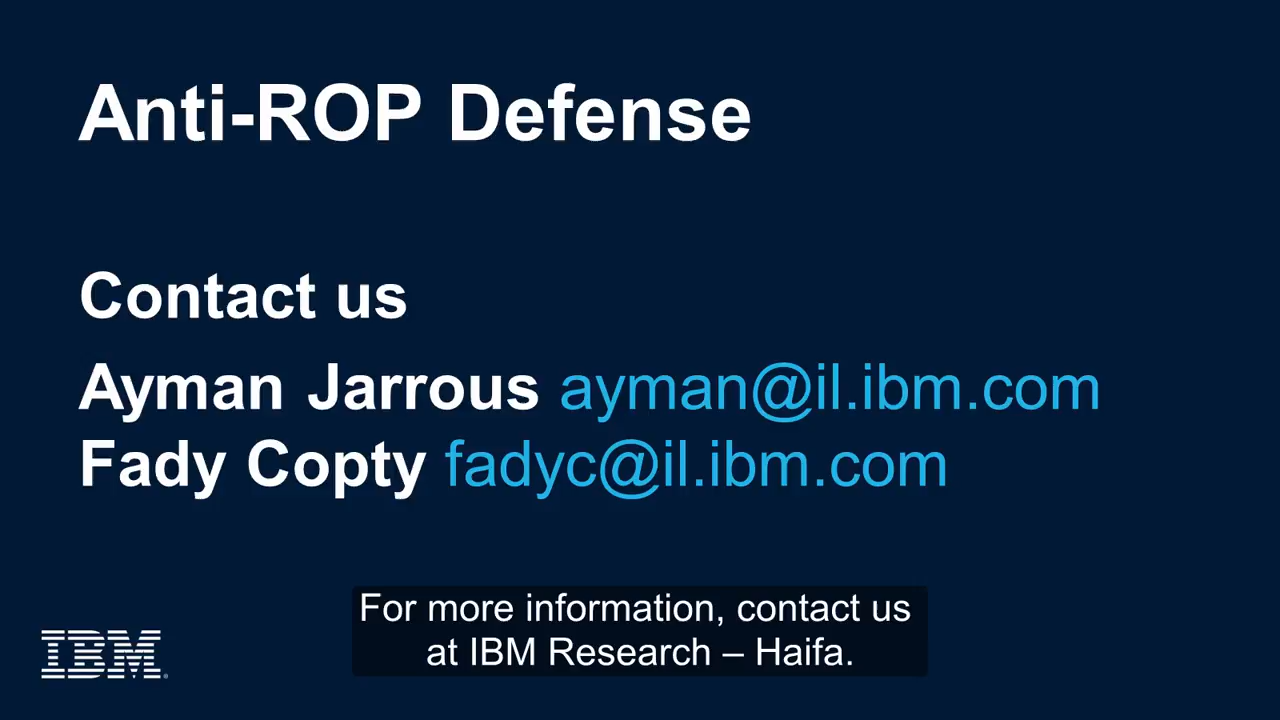 Anti-ROP Defense
Contact us
Ayman Jarrous ayman@il.ibm.com
Fady Copty fadyc@il.ibm.com
For more information, contact us
at IBM Research – Haifa.
IBM